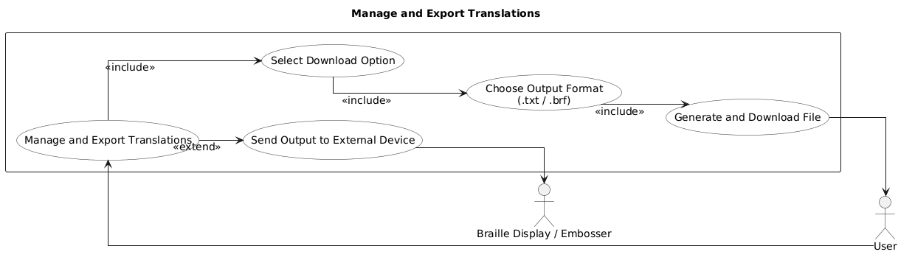 Manage and Export Translations
«include»
Select Download Option
«include»
Choose Output Format
(.txt / .brf)
«include»
Generate and Download File
Manage and Export Translations
«extend»
Send Output to External Device
Braille Display / Embosser
User